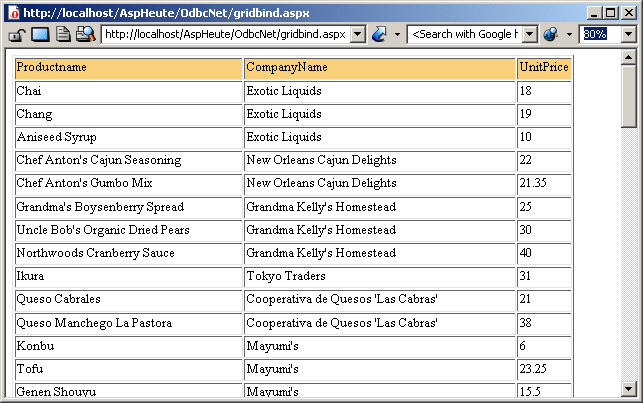 http://localhost/AspHeute/OdbcNet/gridbind.aspx
http://localhost/AspHeute/OdbcNet/gridbind.aspx <Search with Google h 80%
Productname CompanyName UnitPrice
Chai Exotic Liquids 18
Chang Exotic Liquids 19
Aniseed Syrup Exotic Liquids 10
Chef Anton's Cajun Seasoning New Orleans Cajun Delights 22
Chef Anton's Gumbo Mix New Orleans Cajun Delights 21.35
Grandma's Boysenberry Spread Grandma Kelly's Homestead 25
Uncle Bob's Organic Dried Pears Grandma Kelly's Homestead 30
Northwoods Cranberry Sauce Grandma Kelly's Homestead 40
Ikura Tokyo Traders 31
Queso Cabrales Cooperativa de Quesos 'Las Cabras' 21
Queso Manchego La Pastora Cooperativa de Quesos 'Las Cabras' 38
Konbu Mayumi's 6
Tofu Mayumi's 23.25
Genen Shouyu Mayumi's 15.5